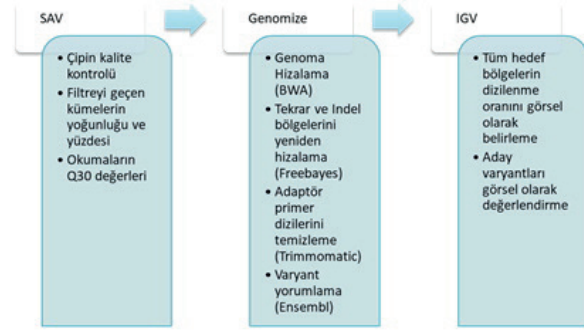 SAV
• Çipin kalite
kontrolü
• Filtreyi geçen
kümelerin
yoğunluğu ve
yüzdesi
• Okumaların
Q30 değerleri
Genomize
• Genoma
Hizalama
(BWA)
• Tekrar ve Indel
bölgelerini
yeniden
hizalama
(Freebayes)
• Adaptör
primer
dizilerini
temizleme
(Trimmomatic)
• Varyant
yorumlama
(Ensembl)
IGV
• Tüm hedef
bölgelerin
dizilenme
oranını görsel
olarak
belirleme
• Aday
varyantları
görsel olarak
değerlendirme